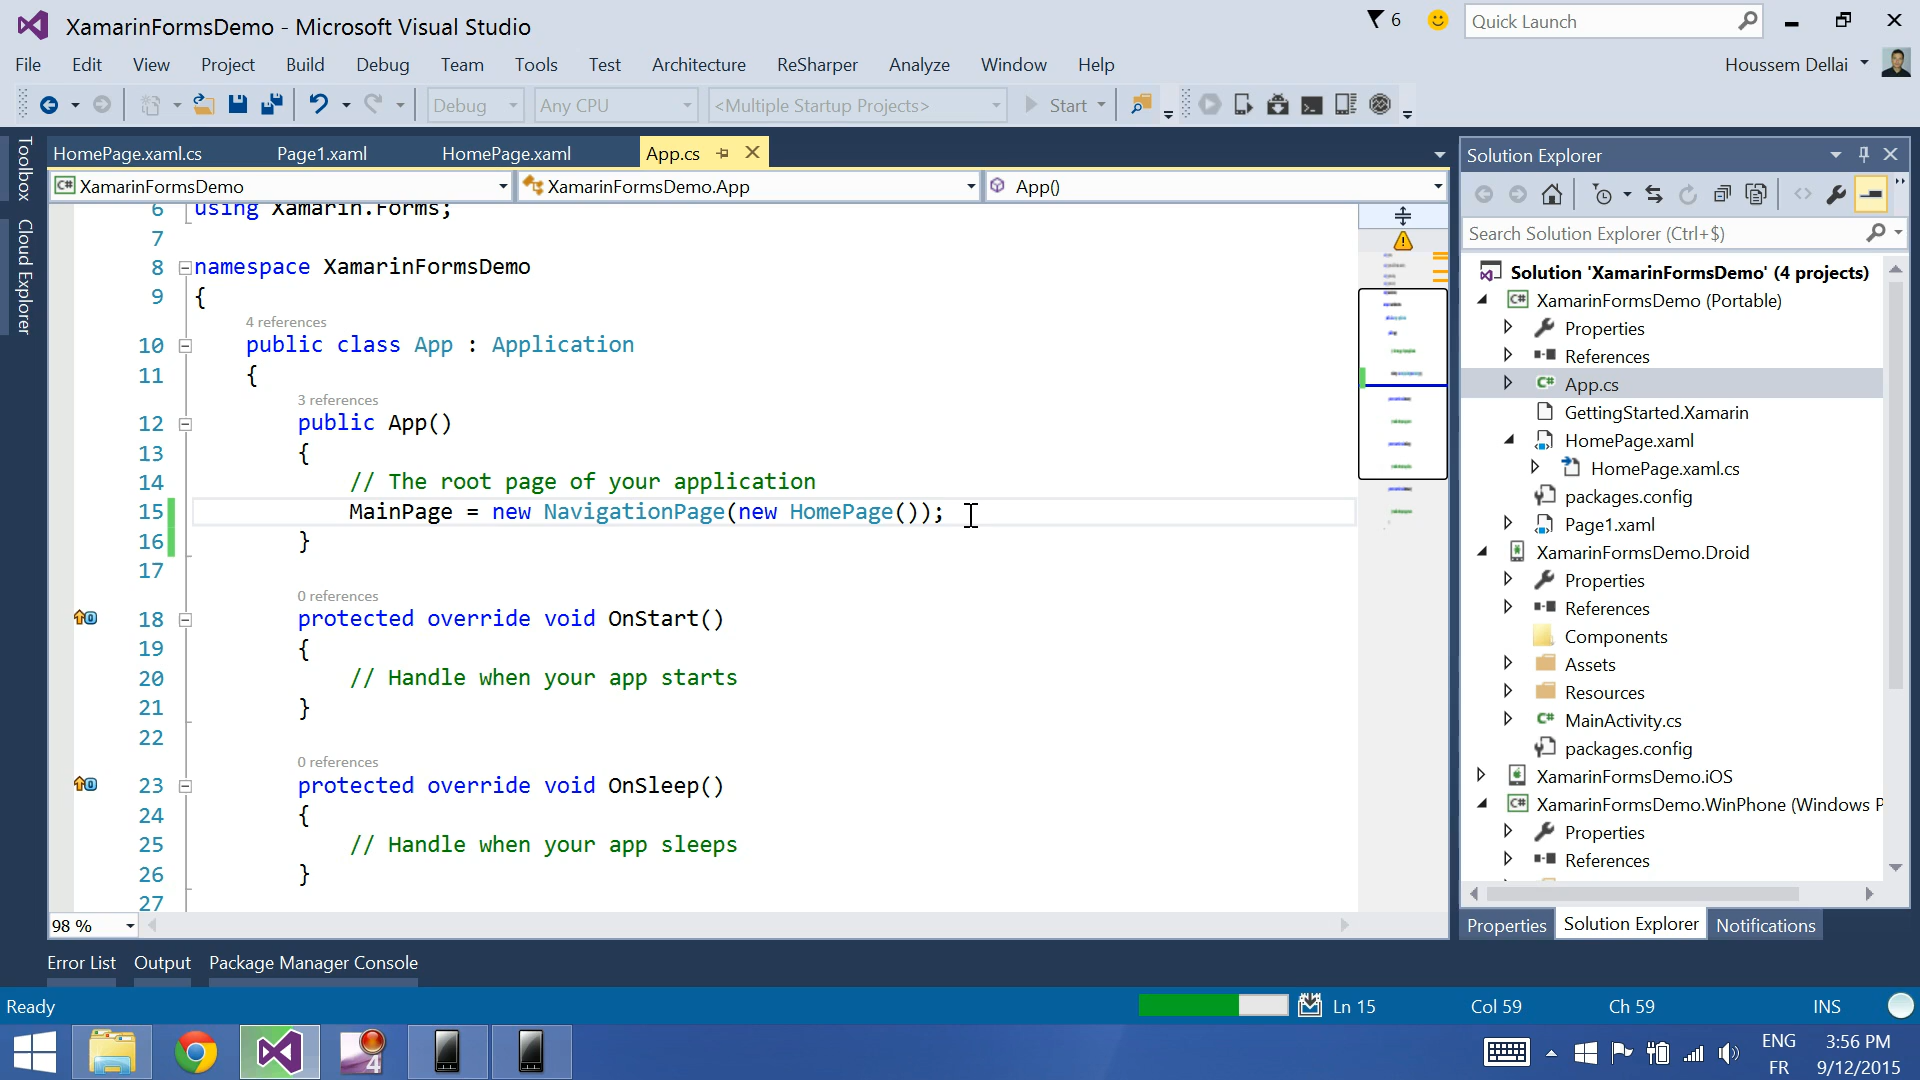 XamarinFormsDemo - Microsoft Visual Studio
6
Quick Launch
File Edit View Project Build Debug Team Tools Test Architecture ReSharper Analyze Window Help
Houssem Dellai
Debug Any CPU <Multiple Startup Projects> Start
Toolbox
Cloud Explorer
HomePage.xaml.cs Page1.xaml HomePage.xaml App.cs
XamarinFormsDemo XamarinFormsDemo.App App()
6 using Xamarin.Forms;
7
8 namespace XamarinFormsDemo
9 {
4 references
10 public class App : Application
11 {
3 references
12 public App()
13 {
14 // The root page of your application
15 MainPage = new NavigationPage(new HomePage());
16 }
17
0 references
18 protected override void OnStart()
19 {
20 // Handle when your app starts
21 }
22
0 references
23 protected override void OnSleep()
24 {
25 // Handle when your app sleeps
26 }
27
98 %
Solution Explorer
Search Solution Explorer (Ctrl+$)
Solution 'XamarinFormsDemo' (4 projects)
XamarinFormsDemo (Portable)
Properties
References
App.cs
GettingStarted.Xamarin
HomePage.xaml
HomePage.xaml.cs
packages.config
Page1.xaml
XamarinFormsDemo.Droid
Properties
References
Components
Assets
Resources
MainActivity.cs
packages.config
XamarinFormsDemo.iOS
XamarinFormsDemo.WinPhone (Windows P
Properties
References
Properties Solution Explorer Notifications
Error List Output Package Manager Console
Ready Ln 15 Col 59 Ch 59 INS
4
ENG
FR
3:56 PM
9/12/2015